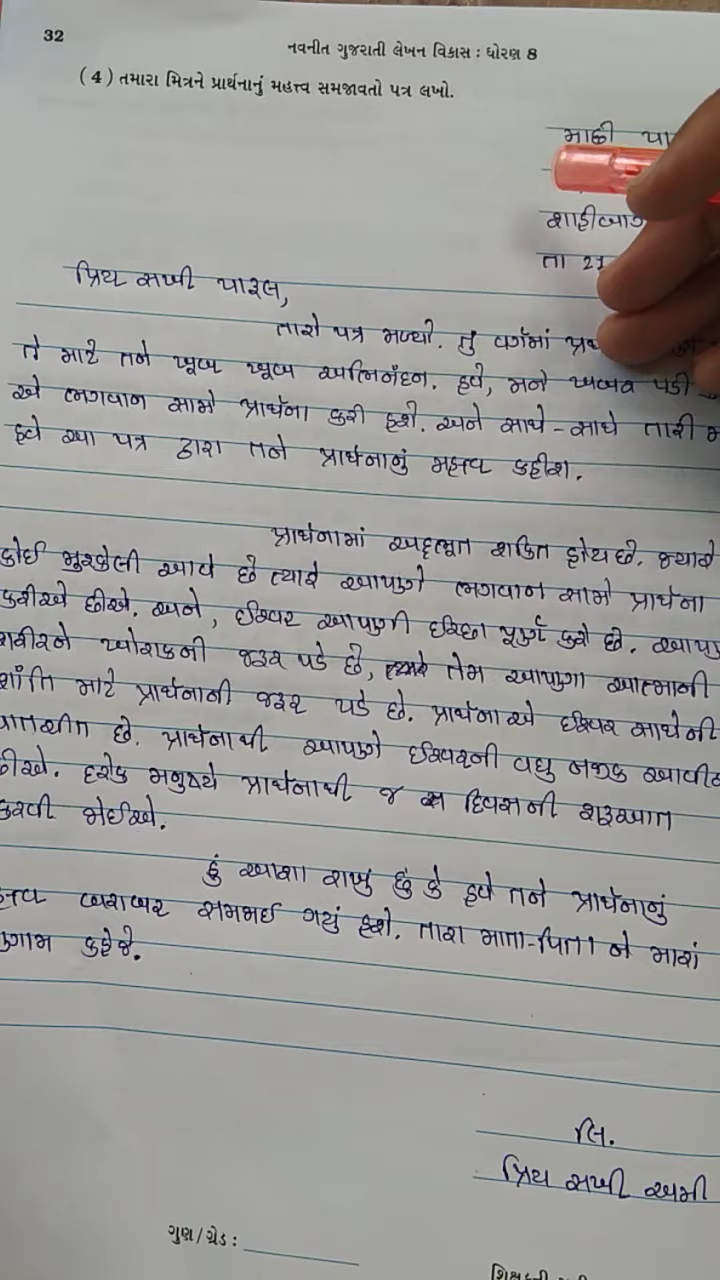 32
નવનીત ગુજરાતી લેખન વિકાસ : ધોરણ 8
(4) તમારા મિત્રને પ્રાર્થનાનું મહત્ત્વ સમજાવતો પત્ર લખો.
માહી
શાહીબાગ
તા 21
પ્રિય સખી પારૂલ,
તારો પત્ર મળ્યો. તું વર્ગમાં
તે માટે તને ખૂબ ખૂબ અભિનંદન. હવે, મને ખબર પડી
એ ભગવાન સામે પ્રાર્થના કરી હશે. અને સાથે-સાથે તારી
હવે આ પત્ર દ્વારા તને પ્રાર્થનાનું મહત્વ કહીશ.
પ્રાર્થનામાં અદ્દભૂત શક્તિ હોય છે. જ્યારે
કોઈ મુશ્કેલી આવે છે ત્યારે આપણે ભગવાન સામે પ્રાર્થના
કરીએ છીએ. અને, ઈશ્વર આપણી ઈચ્છા પૂર્ણ કરે છે. આપણ
શરીરને ખોરાકની જરૂર પડે છે, તેમ આપણા આત્માની
શાંતિ માટે પ્રાર્થનાની જરૂર પડે છે. પ્રાર્થના એ ઈશ્વર સાથેની
વાતચીત છે. પ્રાર્થનાથી આપણે ઈશ્વરની વધુ નજીક આવીએ
છીએ. દરેક મનુષ્યે પ્રાર્થનાથી જ દિવસની શરૂઆત
કરવી જોઈએ.
હું આશા રાખું છું કે હવે તને પ્રાર્થનાનું
બરાબર સમજાઈ ગયું હશે. તારા માતા-પિતા ને મારાં
પ્રણામ કહેજે.
લિ.
પ્રિય સખી અમી
ગુણ/ગ્રેડ :